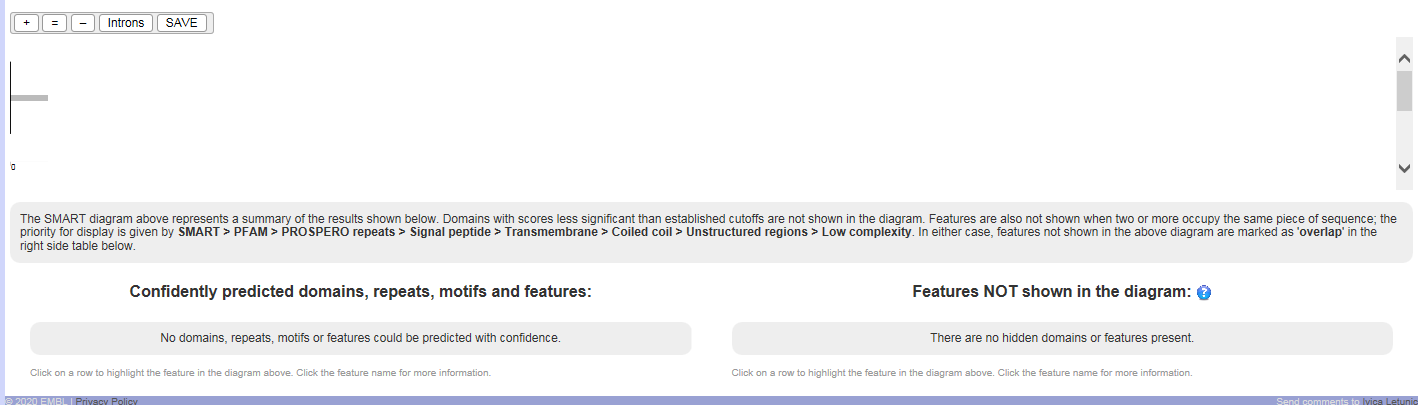 + = – Introns SAVE
0
The SMART diagram above represents a summary of the results shown below. Domains with scores less significant than established cutoffs are not shown in the diagram. Features are also not shown when two or more occupy the same piece of sequence; the
priority for display is given by SMART > PFAM > PROSPERO repeats > Signal peptide > Transmembrane > Coiled coil > Unstructured regions > Low complexity. In either case, features not shown in the above diagram are marked as 'overlap' in the
right side table below.
Confidently predicted domains, repeats, motifs and features:
No domains, repeats, motifs or features could be predicted with confidence.
Click on a row to highlight the feature in the diagram above. Click the feature name for more information.
Features NOT shown in the diagram: ?
There are no hidden domains or features present.
Click on a row to highlight the feature in the diagram above. Click the feature name for more information.
© 2020 EMBL | Privacy Policy
Send comments to Ivica Letunic